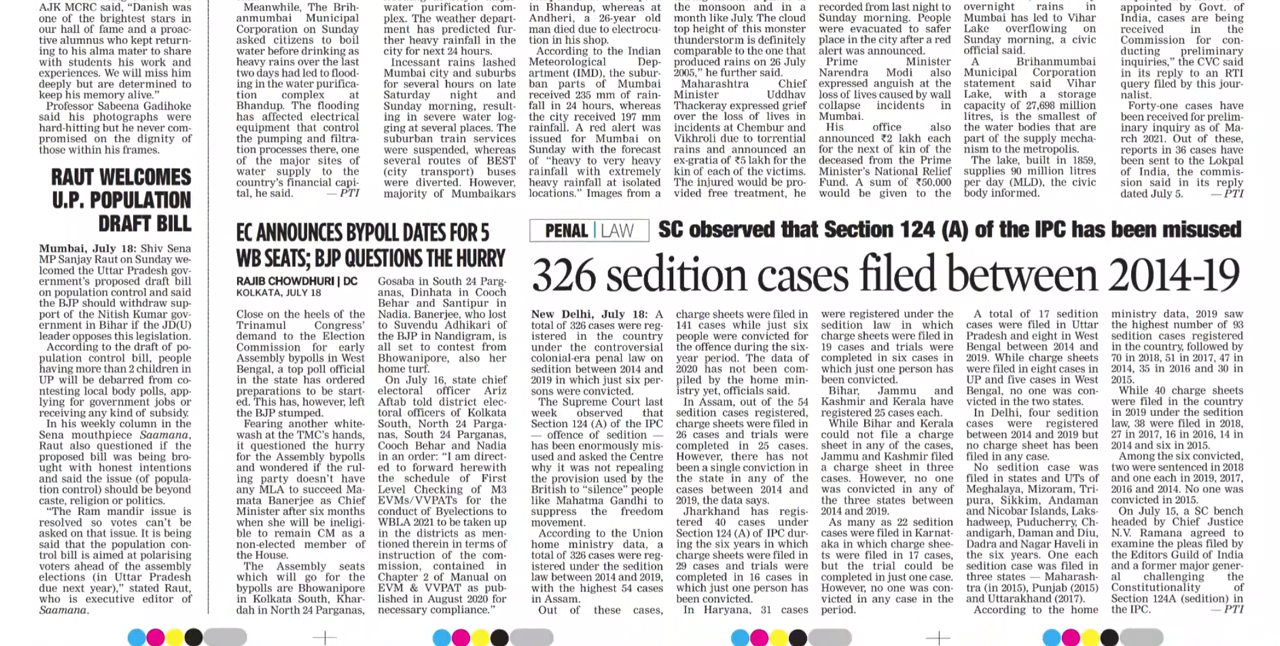 AJK MCRC said, "Danish was
one of the brightest stars in
our hall of fame and a proac-
tive alumnus who kept return-
ing to his alma mater to share
with students his work and
experiences. We will miss him
deeply but are determined to
keep his memory alive."
Professor Sabeena Gadihoke
said his photographs were
hard-hitting but he never com-
promised on the dignity of
those within his frames.
RAUT WELCOMES
U.P. POPULATION
DRAFT BILL
Mumbai, July 18: Shiv Sena
MP Sanjay Raut on Sunday we-
lcomed the Uttar Pradesh gov-
ernment's proposed draft bill
on population control and said
the BJP should withdraw sup-
port of the Nitish Kumar gov-
ernment in Bihar if the JD(U)
leader opposes this legislation.
According to the draft of po-
pulation control bill, people
having more than 2 children in
UP will be debarred from co-
ntesting local body polls, app-
lying for government jobs or
receiving any kind of subsidy.
In his weekly column in the
Sena mouthpiece Saamana,
Raut also questioned if the
proposed bill was being bro-
ught with honest intentions
and said the issue (of popula-
tion control) should be beyond
caste, religion or politics.
"The Ram mandir issue is
resolved so votes can't be
asked on that issue. It is being
said that the population con-
trol bill is aimed at polarising
voters ahead of the assembly
elections (in Uttar Pradesh
due next year)," stated Raut,
who is executive editor of
Saamana.
Meanwhile, The Brih-
anmumbai Municipal
Corporation on Sunday
asked citizens to boil
water before drinking as
heavy rains over the last
two days had led to flood-
ing in the water purifica-
tion complex at
Bhandup. The flooding
has affected electrical
equipment that control
the pumping and filtra-
tion processes there, one
of the major sites of
water supply to the
country's financial capi-
tal, he said. — PTI
water purification com-
plex. The weather depart-
ment has predicted fur-
ther heavy rainfall in the
city for next 24 hours.
Incessant rains lashed
Mumbai city and suburbs
for several hours on late
Saturday night and
Sunday morning, result-
ing in severe water log-
ging at several places. The
suburban train services
were suspended, whereas
several routes of BEST
(city transport) buses
were diverted. However,
majority of Mumbaikars
in Bhandup, whereas at
Andheri, a 26-year old
man died due to electrocu-
tion in his shop.
According to the Indian
Meteorological Dep-
artment (IMD), the subur-
ban parts of Mumbai
received 235 mm of rain-
fall in 24 hours, whereas
the city received 197 mm
rainfall. A red alert was
issued for Mumbai on
Sunday with the forecast
of "heavy to very heavy
rainfall with extremely
heavy rainfall at isolated
locations." Images from a
the monsoon and in a
month like July. The cloud
top height of this monster
thunderstorm is definitely
comparable to the one that
produced rains on 26 July
2005," he further said.
Maharashtra Chief
Minister Uddhav
Thackeray expressed grief
over the loss of lives in
incidents at Chembur and
Vikhroli due to torrential
rains and announced an
ex-gratia of ₹5 lakh for the
kin of each of the victims.
The injured would be pro-
vided free treatment, he
recorded from last night to
Sunday morning. People
were evacuated to safer
place in the city after a red
alert was announced.
Prime Minister
Narendra Modi also
expressed anguish at the
loss of lives caused by wall
collapse incidents in
Mumbai.
His office also
announced ₹2 lakh each
for the next of kin of the
deceased from the Prime
Minister's National Relief
Fund. A sum of ₹50,000
would be given to the
overnight rains in
Mumbai has led to Vihar
Lake overflowing on
Sunday morning, a civic
official said.
A Brihanmumbai
Municipal Corporation
statement said Vihar
Lake, with a storage
capacity of 27,698 million
litres, is the smallest of
the water bodies that are
part of the supply mecha-
nism to the metropolis.
The lake, built in 1859,
supplies 90 million litres
per day (MLD), the civic
body informed.
appointed by Govt. of
India, cases are being
received in the
Commission for con-
ducting preliminary
inquiries," the CVC said
in its reply to an RTI
query filed by this jour-
nalist.
Forty-one cases have
been received for prelim-
inary inquiry as of Ma-
rch 2021. Out of these,
reports in 36 cases have
been sent to the Lokpal
of India, the commis-
sion said in its reply
dated July 5. — PTI
EC ANNOUNCES BYPOLL DATES FOR 5
WB SEATS; BJP QUESTIONS THE HURRY
RAJIB CHOWDHURI | DC
KOLKATA, JULY 18
Close on the heels of the
Trinamul Congress'
demand to the Election
Commission for early
Assembly bypolls in West
Bengal, a top poll official
in the state has ordered
preparations to be start-
ed. This has, however, left
the BJP stumped.
Fearing another white-
wash at the TMC's hands,
it questioned the hurry
for the Assembly bypolls
and wondered if the rul-
ing party doesn't have
any MLA to succeed Ma-
mata Banerjee as Chief
Minister after six months
when she will be ineligi-
ble to remain CM as a
non-elected member of
the House.
The Assembly seats
which will go for the
bypolls are Bhowanipore
in Kolkata South, Khar-
dah in North 24 Parganas,
Gosaba in South 24 Parg-
anas, Dinhata in Cooch
Behar and Santipur in
Nadia. Banerjee, who lost
to Suvendu Adhikari of
the BJP in Nandigram, is
all set to contest from
Bhowanipore, also her
home turf.
On July 16, state chief
electoral officer Ariz
Aftab told district elec-
toral officers of Kolkata
South, North 24 Parga-
nas, South 24 Parganas,
Cooch Behar and Nadia
in an order: "I am direct-
ed to forward herewith
the schedule of First
Level Checking of M3
EVMs/VVPATs for the
conduct of Byelections to
WBLA 2021 to be taken up
in the districts as men-
tioned therein in terms of
instruction of the com-
mission, contained in
Chapter 2 of Manual on
EVM & VVPAT as pub-
lished in August 2020 for
necessary compliance."
PENAL | LAW
SC observed that Section 124 (A) of the IPC has been misused
326 sedition cases filed between 2014-19
New Delhi, July 18: A
total of 326 cases were reg-
istered in the country
under the controversial
colonial-era penal law on
sedition between 2014 and
2019 in which just six per-
sons were convicted.
The Supreme Court last
week observed that
Section 124 (A) of the IPC
— offence of sedition —
has been enormously mis-
used and asked the Centre
why it was not repealing
the provision used by the
British to "silence" people
like Mahatma Gandhi to
suppress the freedom
movement.
According to the Union
home ministry data, a
total of 326 cases were reg-
istered under the sedition
law between 2014 and 2019,
with the highest 54 cases
in Assam.
Out of these cases,
charge sheets were filed in
141 cases while just six
people were convicted for
the offence during the six-
year period. The data of
2020 has not been com-
piled by the home min-
istry yet, officials said.
In Assam, out of the 54
sedition cases registered,
charge sheets were filed in
26 cases and trials were
completed in 25 cases.
However, there has not
been a single conviction in
the state in any of the
cases between 2014 and
2019, the data says.
Jharkhand has regis-
tered 40 cases under
Section 124(A) of IPC dur-
ing the six years in which
charge sheets were filed in
29 cases and trials were
completed in 16 cases in
which just one person has
been convicted.
In Haryana, 31 cases
were registered under the
sedition law in which
charge sheets were filed in
19 cases and trials were
completed in six cases in
which just one person has
been convicted.
Bihar, Jammu and
Kashmir and Kerala have
registered 25 cases each.
While Bihar and Kerala
could not file a charge
sheet in any of the cases,
Jammu and Kashmir filed
a charge sheet in three
cases. However, no one
was convicted in any of
the three states between
2014 and 2019.
As many as 22 sedition
cases were filed in Karnat-
aka in which charge shee-
ts were filed in 17 cases,
but the trial could be
completed in just one case.
However, no one was con-
victed in any case in the
period.
A total of 17 sedition
cases were filed in Uttar
Pradesh and eight in West
Bengal between 2014 and
2019. While charge sheets
were filed in eight cases in
UP and five cases in West
Bengal, no one was con-
victed in the two states.
In Delhi, four sedition
cases were registered
between 2014 and 2019 but
no charge sheet has been
filed in any case.
No sedition case was
filed in states and UTs of
Meghalaya, Mizoram, Tri-
pura, Sikkim, Andaman
and Nicobar Islands, Laks-
hadweep, Puducherry, Ch-
andigarh, Daman and Diu,
Dadra and Nagar Haveli in
the six years. One each
sedition case was filed in
three states — Maharash-
tra (in 2015), Punjab (2015)
and Uttarakhand (2017).
According to the home
ministry data, 2019 saw
the highest number of 93
sedition cases registered
in the country, followed by
70 in 2018, 51 in 2017, 47 in
2014, 35 in 2016 and 30 in
2015.
While 40 charge sheets
were filed in the country
in 2019 under the sedition
law, 38 were filed in 2018,
27 in 2017, 16 in 2016, 14 in
2014 and six in 2015.
Among the six convicted,
two were sentenced in 2018
and one each in 2019, 2017,
2016 and 2014. No one was
convicted in 2015.
On July 15, a SC bench
headed by Chief Justice
N.V. Ramana agreed to
examine the pleas filed by
the Editors Guild of India
and a former major gener-
al challenging the
Constitutionality of
Section 124A (sedition) in
the IPC. — PTI